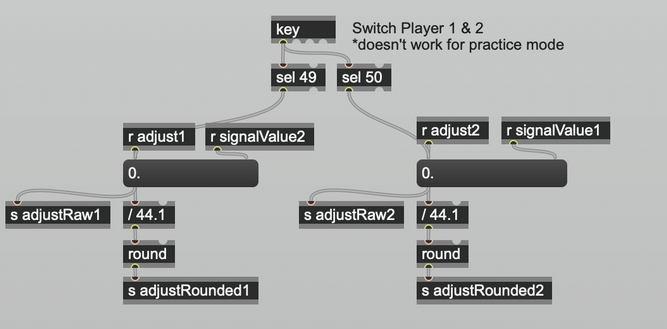 key
Switch Player 1 & 2
*doesn't work for practice mode
sel 49
sel 50
r adjust1
r signalValue2
r adjust2
r signalValue1
0.
0.
s adjustRaw1
/ 44.1
s adjustRaw2
/ 44.1
round
round
s adjustRounded1
s adjustRounded2